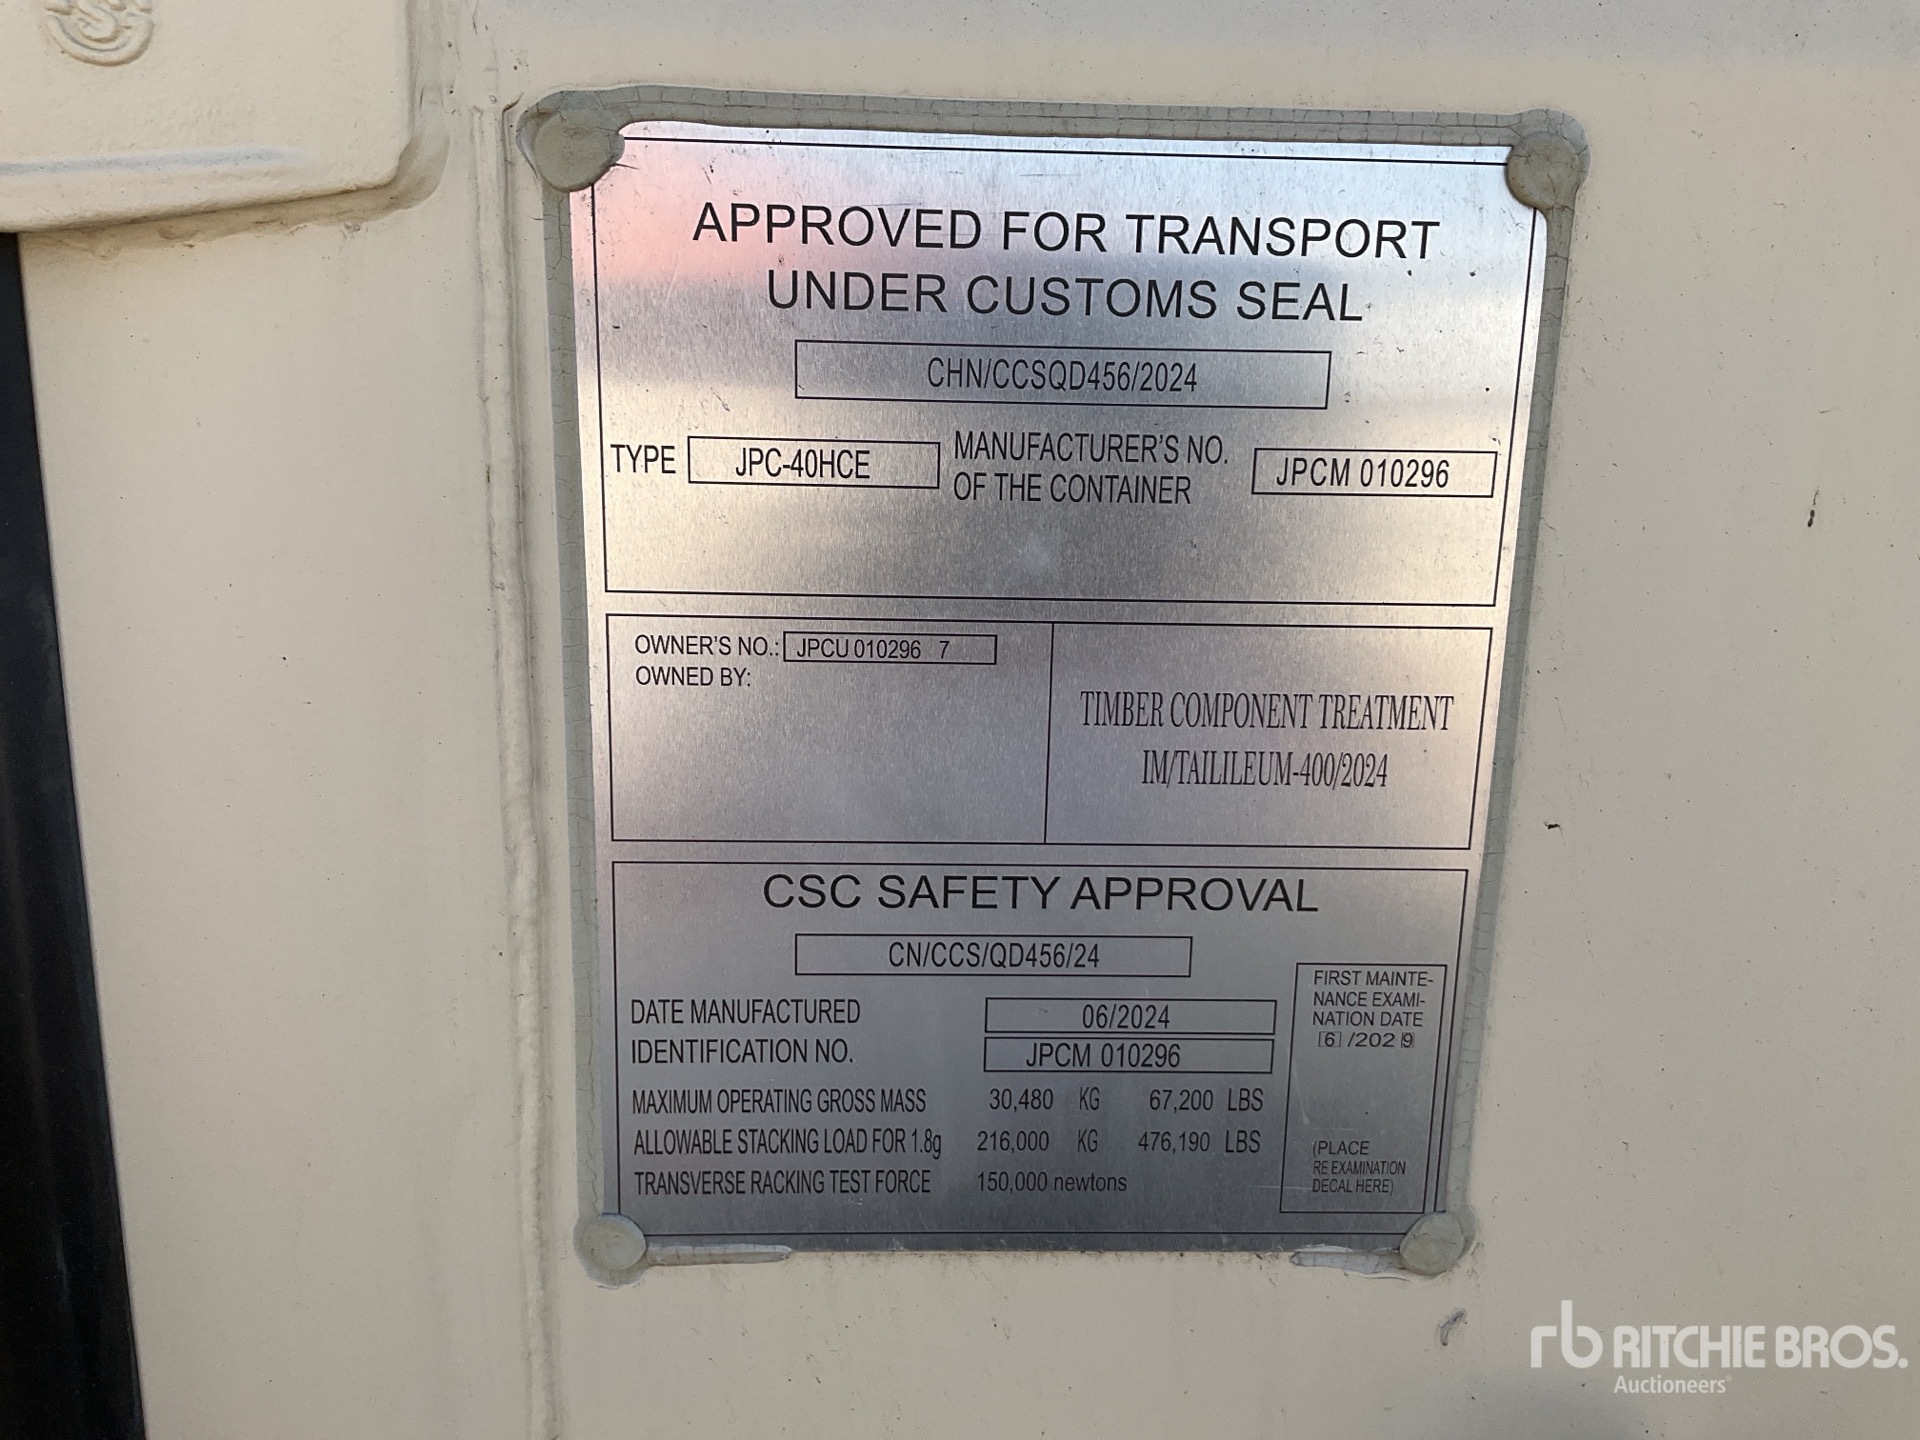 APPROVED FOR TRANSPORT
UNDER CUSTOMS SEAL
CHN/CCSQD456/2024
TYPE JPC-40HCE MANUFACTURER'S NO.
OF THE CONTAINER JPCM 010296
OWNER'S NO.: JPCU 010296 7
OWNED BY:
TIMBER COMPONENT TREATMENT
IM/TAILILEUM-400/2024
CSC SAFETY APPROVAL
CN/CCS/QD456/24
DATE MANUFACTURED 06/2024
IDENTIFICATION NO. JPCM 010296
MAXIMUM OPERATING GROSS MASS 30,480 KG 67,200 LBS
ALLOWABLE STACKING LOAD FOR 1.8g 216,000 KG 476,190 LBS
TRANSVERSE RACKING TEST FORCE 150,000 newtons
FIRST MAINTE-
NANCE EXAMI-
NATION DATE
6 /2029
(PLACE
RE EXAMINATION
DECAL HERE)
rb RITCHIE BROS.
Auctioneers